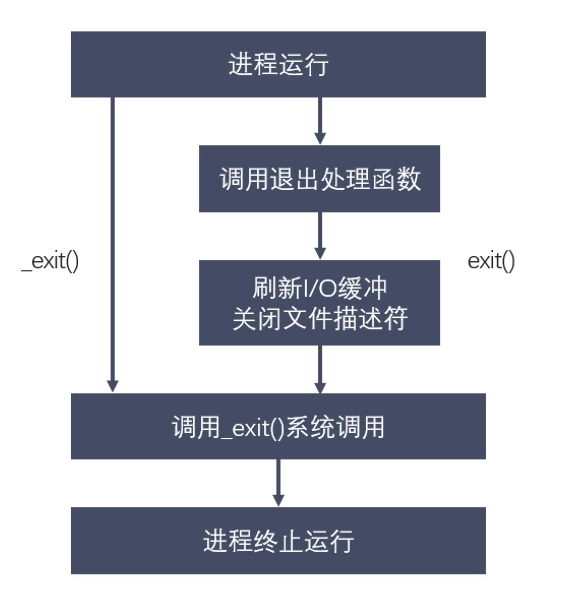 进程运行
调用退出处理函数
_exit()
exit()
刷新I/O缓冲
关闭文件描述符
调用_exit()系统调用
进程终止运行